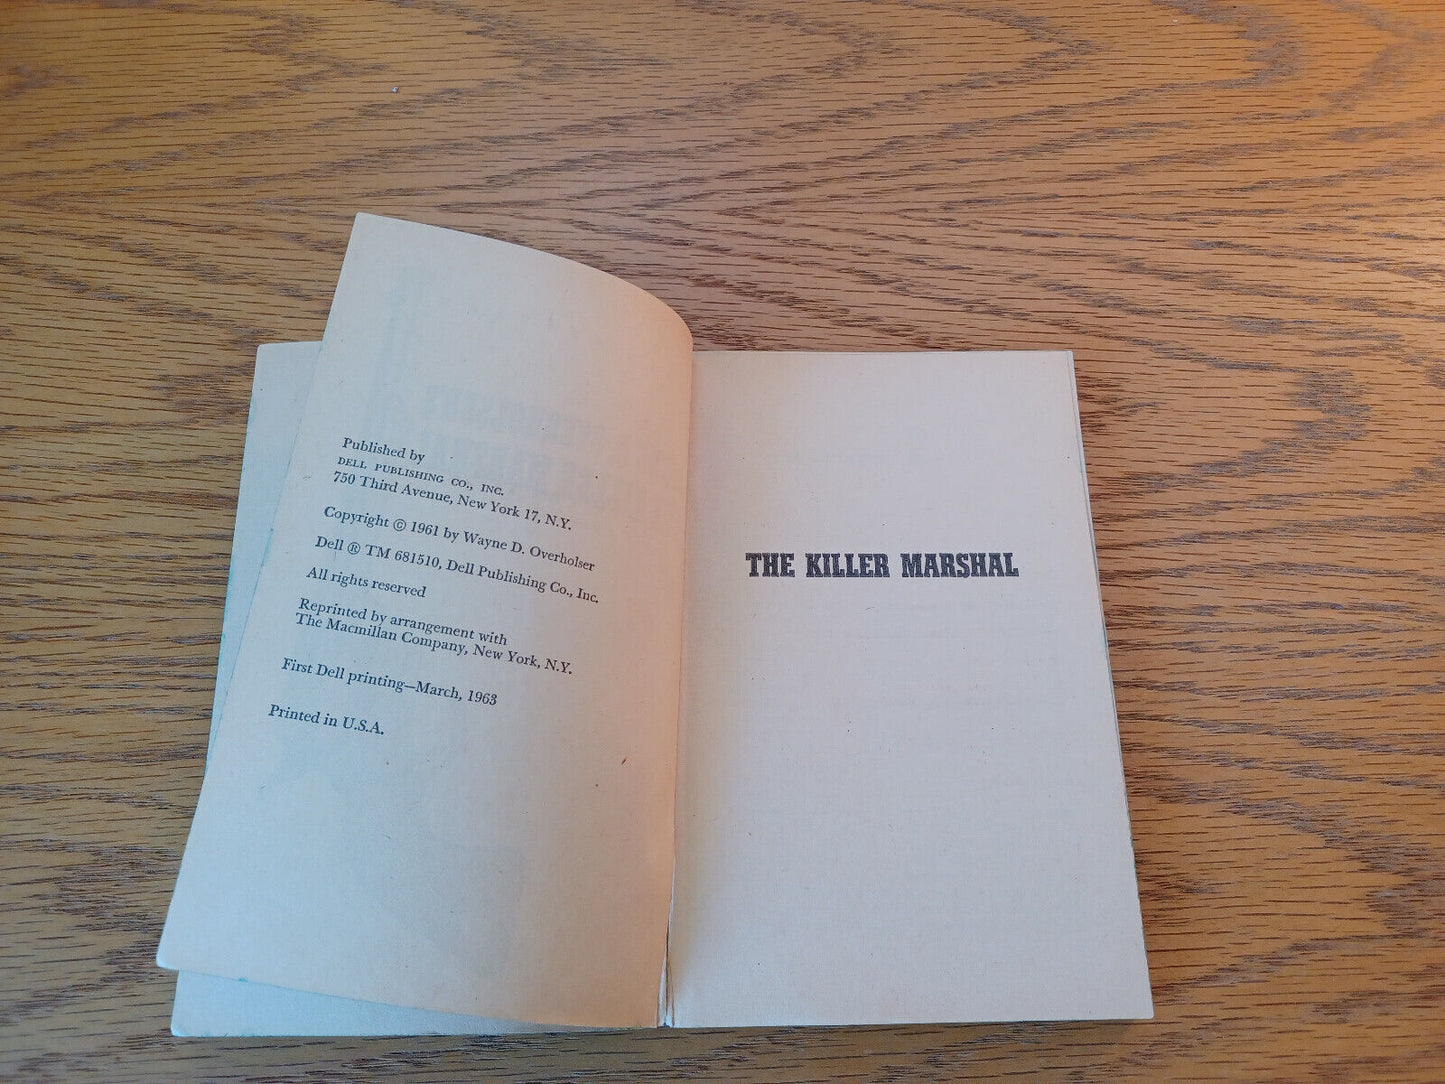 Published by
DELL PUBLISHING CO., INC.
750 Third Avenue, New York 17, N.Y.
Copyright © 1961 by Wayne D. Overholser
Dell ® TM 681510, Dell Publishing Co., Inc.
All rights reserved
Reprinted by arrangement with
The Macmillan Company, New York, N.Y.
First Dell printing—March, 1963
Printed in U.S.A.
THE KILLER MARSHAL